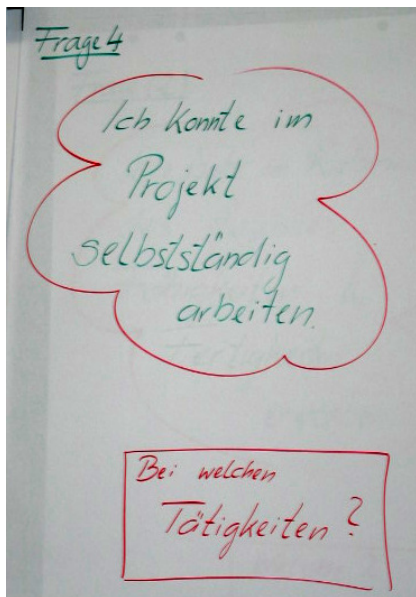 Frage 4
Ich konnte im
Projekt
selbstständig
arbeiten.
Bei welchen
Tätigkeiten?